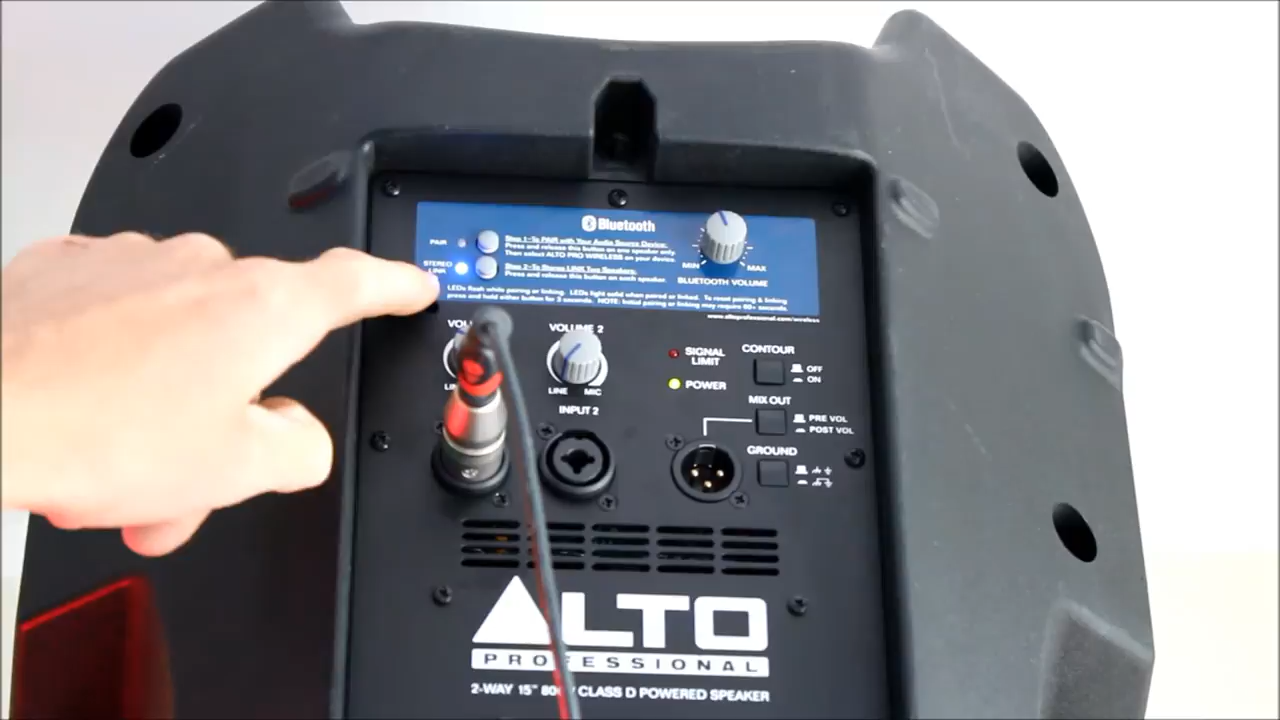 Bluetooth
PAIR
Step 1-To PAIR with Your Audio Source Device:
Press and release this button on one speaker only.
Then select ALTO PRO WIRELESS on your device.
STEREO
LINK
Step 2-To Stereo LINK Two Speakers:
Press and release this button on each speaker.
MIN
MAX
BLUETOOTH VOLUME
LEDs flash while pairing or linking. LEDs light solid when paired or linked. To reset pairing & linking
press and hold either button for 3 seconds. NOTE: Initial pairing or linking may require 60+ seconds.
www.altoprofessional.com/wireless
VOLUME 2
LINE
MIC
INPUT 2
SIGNAL
LIMIT
POWER
CONTOUR
OFF
ON
MIX OUT
PRE VOL
POST VOL
GROUND
ALTO
PROFESSIONAL
2-WAY 15" CLASS D POWERED SPEAKER